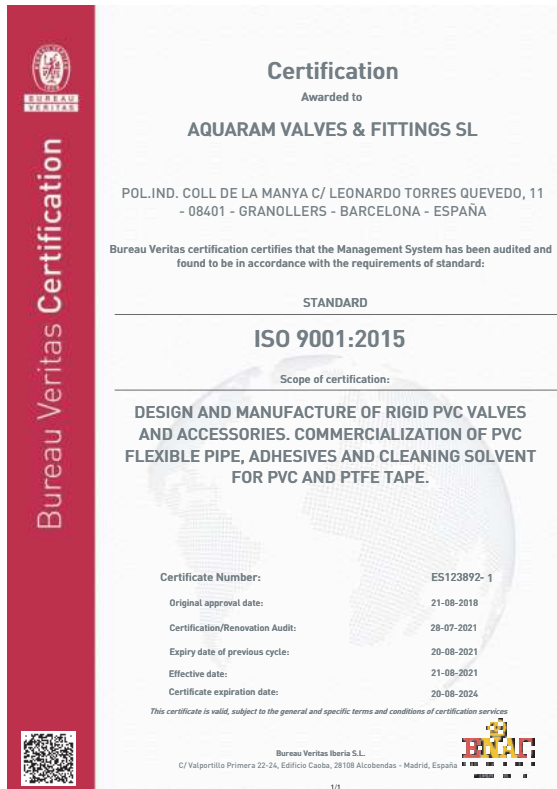 BUREAU
VERITAS
Bureau Veritas Certification
Certification
Awarded to
AQUARAM VALVES & FITTINGS SL
POL.IND. COLL DE LA MANYA C/ LEONARDO TORRES QUEVEDO, 11
- 08401 - GRANOLLERS - BARCELONA - ESPAÑA
Bureau Veritas certification certifies that the Management System has been audited and
found to be in accordance with the requirements of standard:
STANDARD
ISO 9001:2015
Scope of certification:
DESIGN AND MANUFACTURE OF RIGID PVC VALVES
AND ACCESSORIES. COMMERCIALIZATION OF PVC
FLEXIBLE PIPE, ADHESIVES AND CLEANING SOLVENT
FOR PVC AND PTFE TAPE.
Certificate Number: ES123892- 1
Original approval date: 21-08-2018
Certification/Renovation Audit: 28-07-2021
Expiry date of previous cycle: 20-08-2021
Effective date: 21-08-2021
Certificate expiration date: 20-08-2024
This certificate is valid, subject to the general and specific terms and conditions of certification services
Bureau Veritas Iberia S.L.
C/ Valportillo Primera 22-24, Edificio Caoba, 28108 Alcobendas - Madrid, España
ENAC
1/1